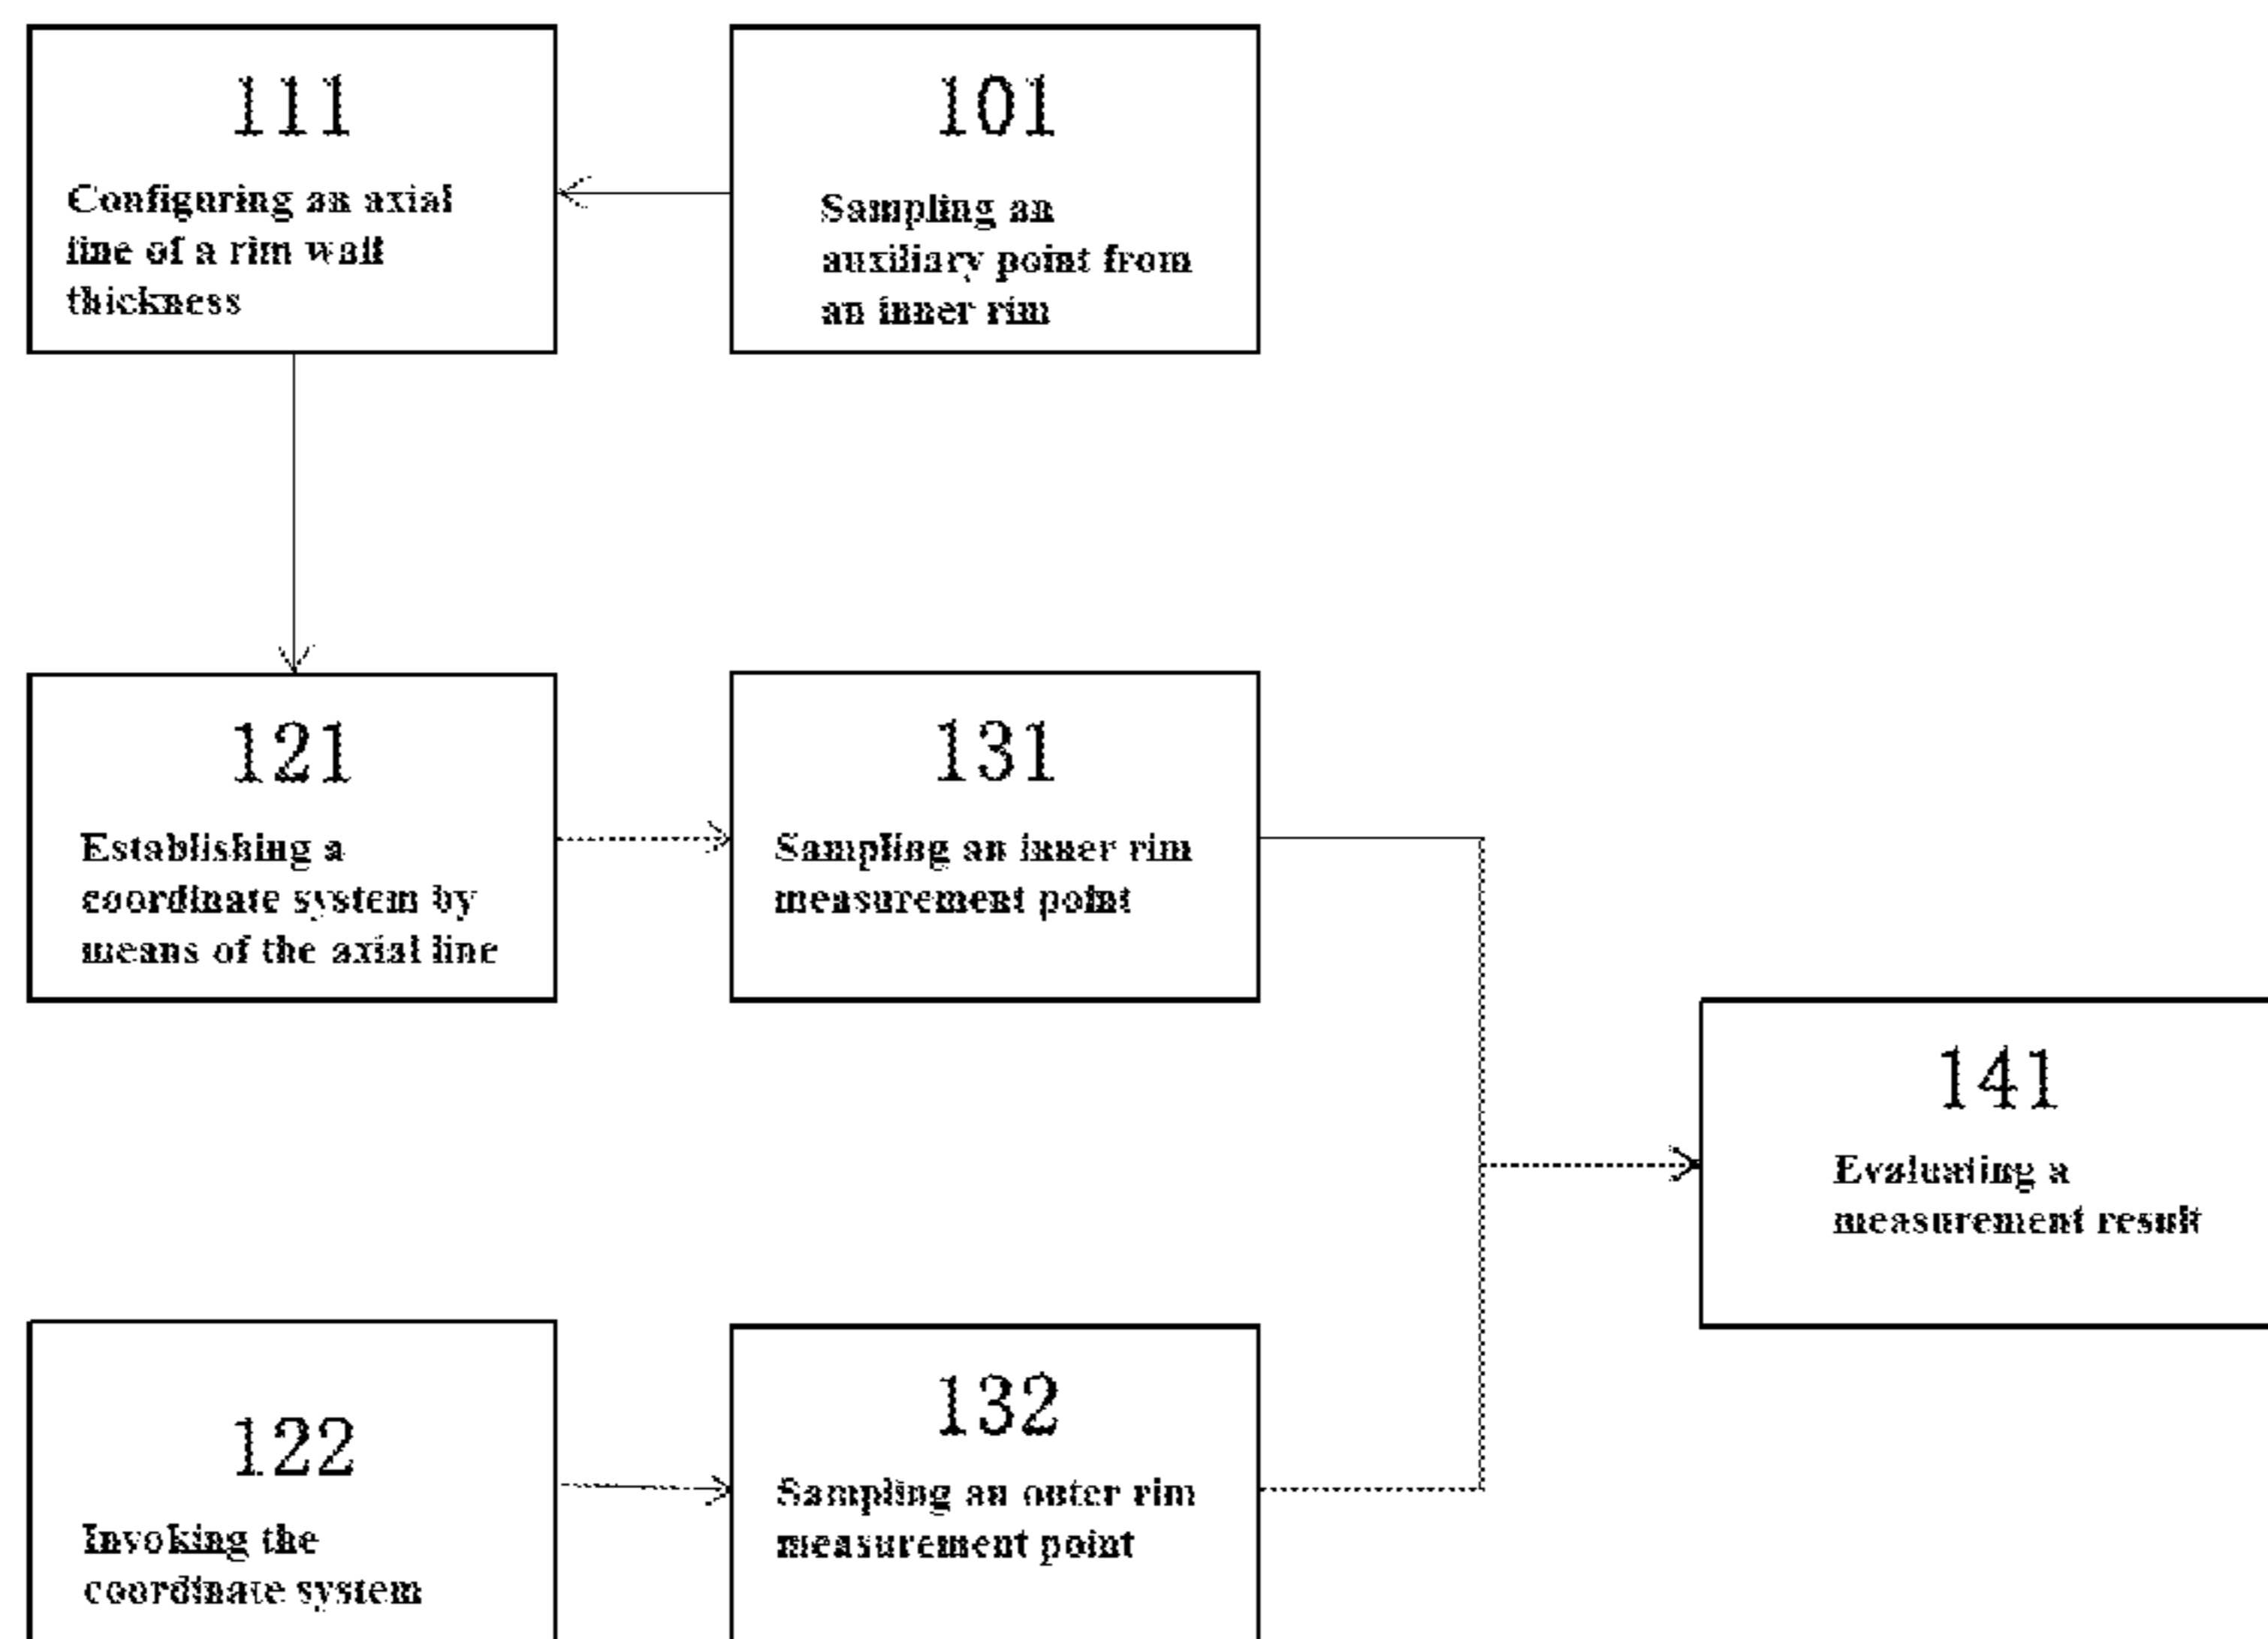 111
Configuring an axial
line of a rim wall
thickness
101
Sampling an
auxiliary point from
an inner rim
121
Establishing a
coordinate system by
means of the axial line
131
Sampling an inner rim
measurement point
141
Evaluating a
measurement result
122
Invoking the
coordinate system
132
Sampling an outer rim
measurement point